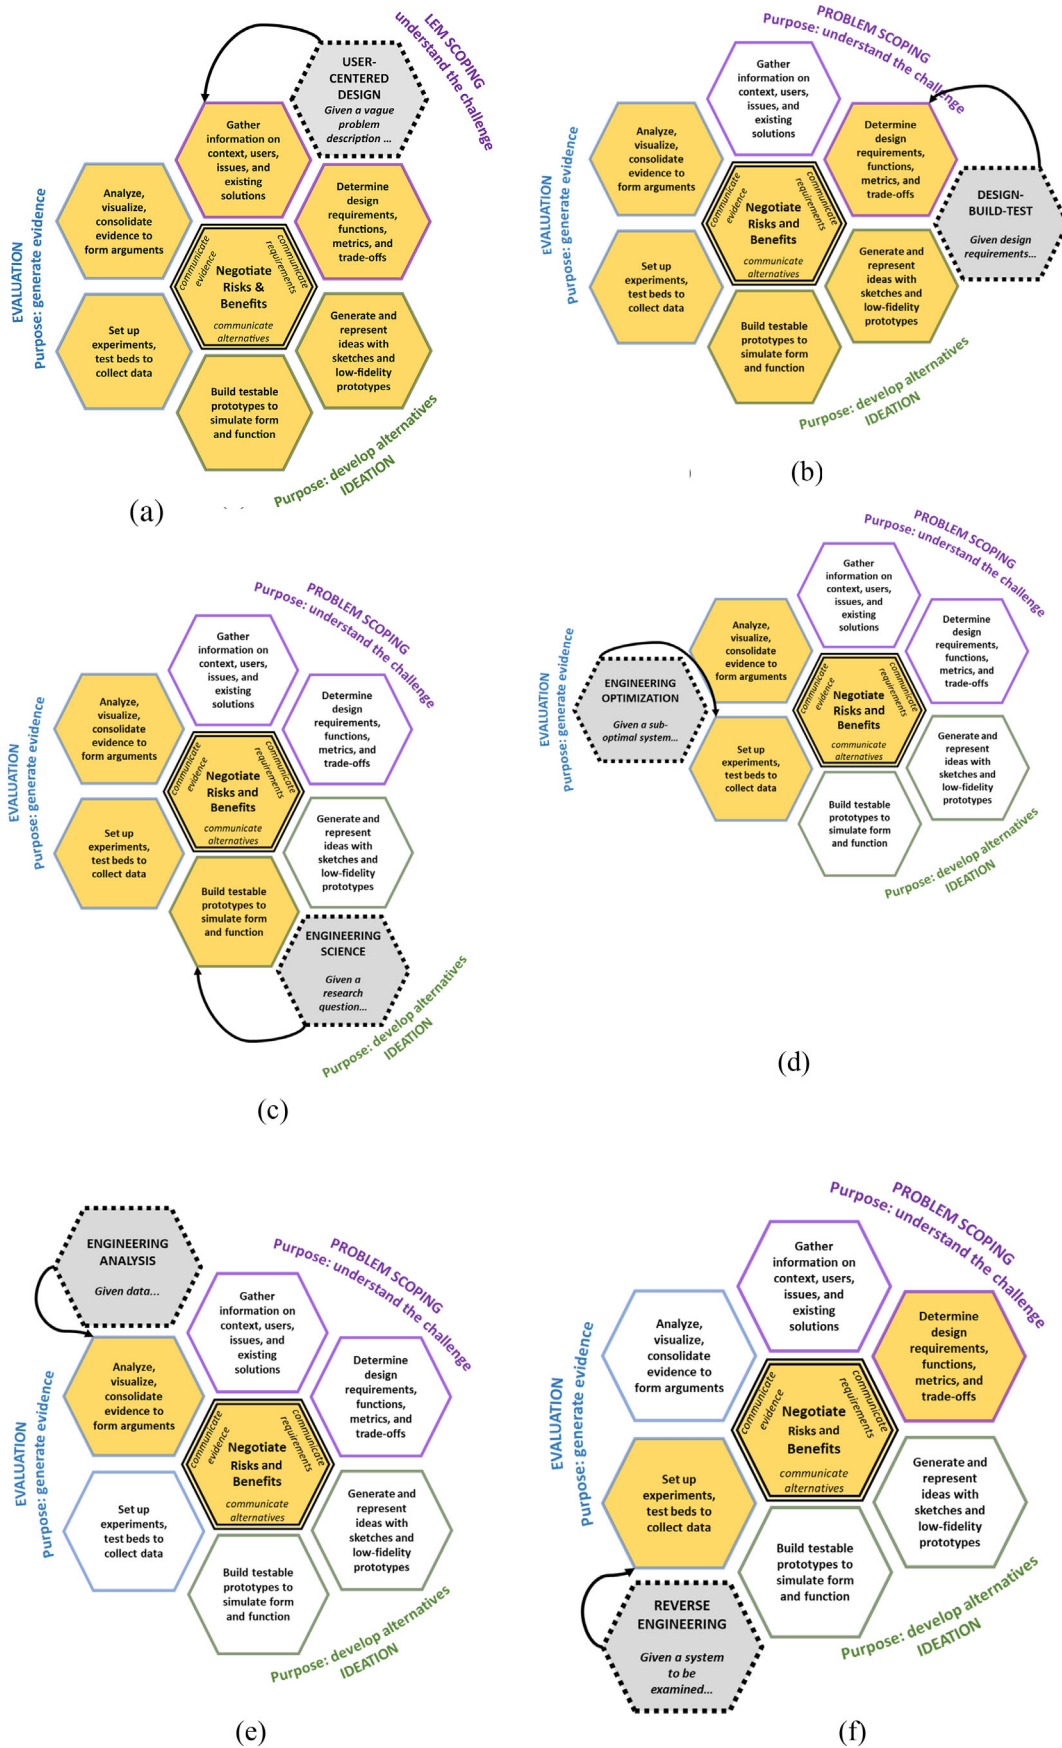 LEM SCOPING
understand the challenge
USER-
CENTERED
DESIGN
Given a vague
problem
description ...
Gather
information on
context, users,
issues, and
existing
solutions
Analyze,
visualize,
consolidate
evidence to
form arguments
Determine
design
requirements,
functions,
metrics, and
trade-offs
communicate
evidence
communicate
requirements
Negotiate
Risks &
Benefits
communicate
alternatives
EVALUATION
Purpose: generate evidence
Set up
experiments,
test beds to
collect data
Generate and
represent
ideas with
sketches and
low-fidelity
prototypes
Build testable
prototypes to
simulate form
and function
Purpose: develop alternatives
IDEATION
(a)
PROBLEM SCOPING
Purpose: understand the challenge
Gather
information on
context, users,
issues, and
existing
solutions
Analyze,
visualize,
consolidate
evidence to
form arguments
Determine
design
requirements,
functions,
metrics, and
trade-offs
DESIGN-
BUILD-TEST
Given design
requirements...
communicate
evidence
communicate
requirements
Negotiate
Risks and
Benefits
communicate
alternatives
EVALUATION
Purpose: generate evidence
Set up
experiments,
test beds to
collect data
Generate and
represent
ideas with
sketches and
low-fidelity
prototypes
Build testable
prototypes to
simulate form
and function
Purpose: develop alternatives
IDEATION
(b)
PROBLEM SCOPING
Purpose: understand the challenge
Gather
information on
context, users,
issues, and
existing
solutions
Analyze,
visualize,
consolidate
evidence to
form arguments
Determine
design
requirements,
functions,
metrics, and
trade-offs
communicate
evidence
communicate
requirements
Negotiate
Risks and
Benefits
communicate
alternatives
EVALUATION
Purpose: generate evidence
Set up
experiments,
test beds to
collect data
Generate and
represent
ideas with
sketches and
low-fidelity
prototypes
Build testable
prototypes to
simulate form
and function
ENGINEERING
SCIENCE
Given a
research
question...
Purpose: develop alternatives
IDEATION
(c)
PROBLEM SCOPING
Purpose: understand the challenge
Gather
information on
context, users,
issues, and
existing
solutions
Analyze,
visualize,
consolidate
evidence to
form arguments
Determine
design
requirements,
functions,
metrics, and
trade-offs
ENGINEERING
OPTIMIZATION
Given a sub-
optimal system...
communicate
evidence
communicate
requirements
Negotiate
Risks and
Benefits
communicate
alternatives
EVALUATION
Purpose: generate evidence
Set up
experiments,
test beds to
collect data
Generate and
represent
ideas with
sketches and
low-fidelity
prototypes
Build testable
prototypes to
simulate form
and function
Purpose: develop alternatives
IDEATION
(d)
ENGINEERING
ANALYSIS
Given data...
PROBLEM SCOPING
Purpose: understand the challenge
Gather
information on
context, users,
issues, and
existing
solutions
Analyze,
visualize,
consolidate
evidence to
form arguments
Determine
design
requirements,
functions,
metrics, and
trade-offs
communicate
evidence
communicate
requirements
Negotiate
Risks and
Benefits
communicate
alternatives
EVALUATION
Purpose: generate evidence
Set up
experiments,
test beds to
collect data
Generate and
represent
ideas with
sketches and
low-fidelity
prototypes
Build testable
prototypes to
simulate form
and function
Purpose: develop alternatives
IDEATION
(e)
PROBLEM SCOPING
Purpose: understand the challenge
Gather
information on
context, users,
issues, and
existing
solutions
Analyze,
visualize,
consolidate
evidence to
form arguments
Determine
design
requirements,
functions,
metrics, and
trade-offs
communicate
evidence
communicate
requirements
Negotiate
Risks and
Benefits
communicate
alternatives
EVALUATION
Purpose: generate evidence
Set up
experiments,
test beds to
collect data
Generate and
represent
ideas with
sketches and
low-fidelity
prototypes
Build testable
prototypes to
simulate form
and function
REVERSE
ENGINEERING
Given a system
to be
examined...
Purpose: develop alternatives
IDEATION
(f)